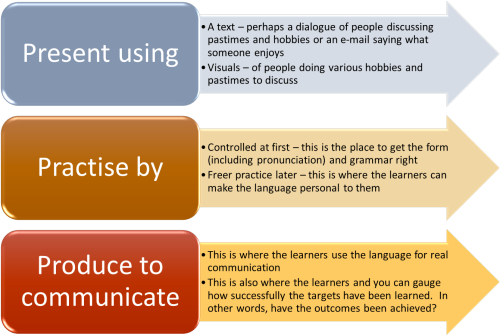 Present using
• A text – perhaps a dialogue of people discussing
pastimes and hobbies or an e-mail saying what
someone enjoys
• Visuals – of people doing various hobbies and
pastimes to discuss
Practise by
• Controlled at first – this is the place to get the form
(including pronunciation) and grammar right
• Freer practice later – this is where the learners can
make the language personal to them
Produce to
communicate
• This is where the learners use the language for real
communication
• This is also where the learners and you can gauge
how successfully the targets have been learned.  In
other words, have the outcomes been achieved?